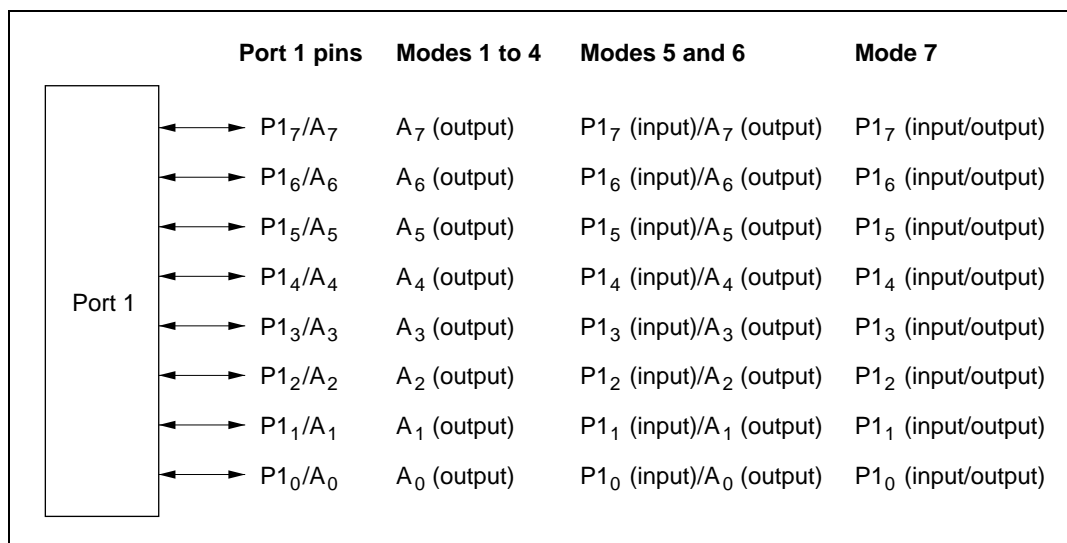 Port 1 pins Modes 1 to 4 Modes 5 and 6 Mode 7
P1₇/A₇ A₇ (output) P1₇ (input)/A₇ (output) P1₇ (input/output)
P1₆/A₆ A₆ (output) P1₆ (input)/A₆ (output) P1₆ (input/output)
P1₅/A₅ A₅ (output) P1₅ (input)/A₅ (output) P1₅ (input/output)
P1₄/A₄ A₄ (output) P1₄ (input)/A₄ (output) P1₄ (input/output)
Port 1
P1₃/A₃ A₃ (output) P1₃ (input)/A₃ (output) P1₃ (input/output)
P1₂/A₂ A₂ (output) P1₂ (input)/A₂ (output) P1₂ (input/output)
P1₁/A₁ A₁ (output) P1₁ (input)/A₁ (output) P1₁ (input/output)
P1₀/A₀ A₀ (output) P1₀ (input)/A₀ (output) P1₀ (input/output)